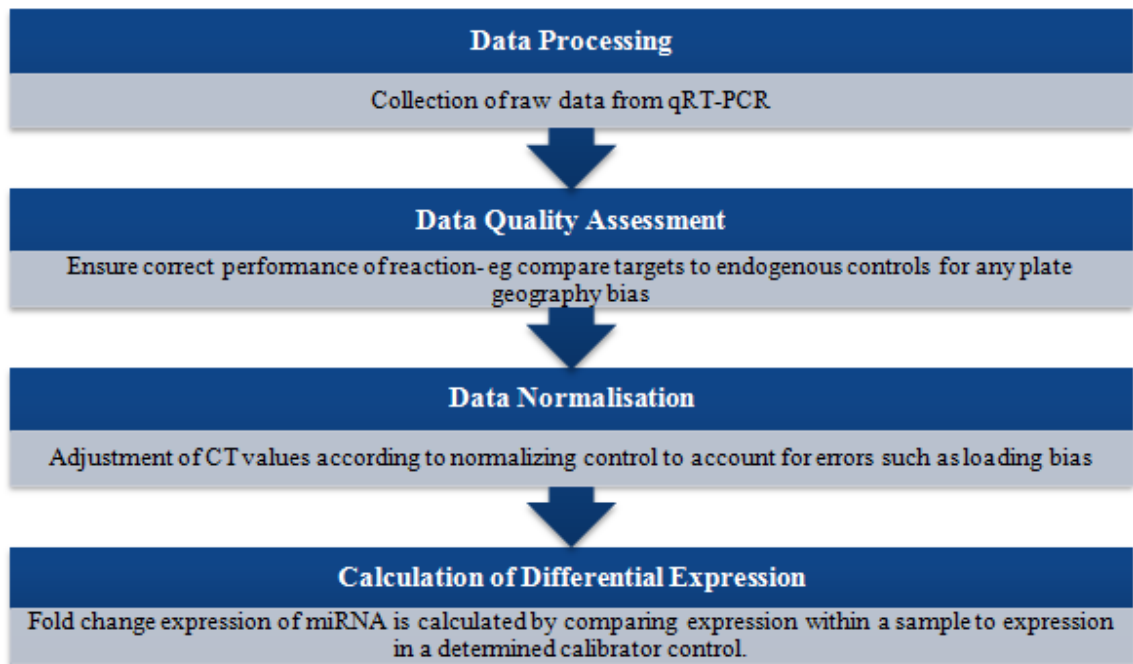 Data Processing
Collection of raw data from qRT-PCR
Data Quality Assessment
Ensure correct performance of reaction- eg compare targets to endogenous controls for any plate
geography bias
Data Normalisation
Adjustment of CT values according to normalizing control to account for errors such as loading bias
Calculation of Differential Expression
Fold change expression of miRNA is calculated by comparing expression within a sample to expression
in a determined calibrator control.